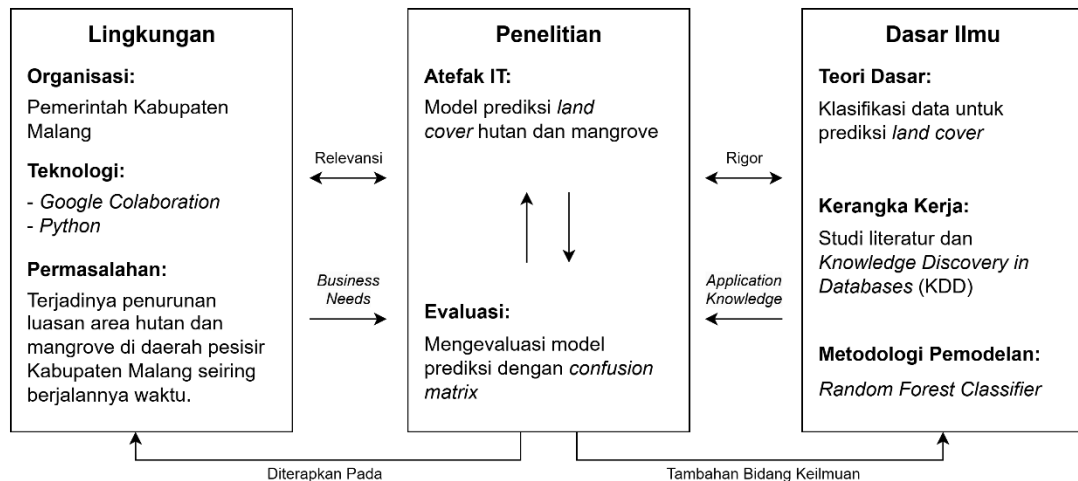 Lingkungan
Organisasi:
Pemerintah Kabupaten
Malang
Teknologi:
- Google Colaboration
- Python
Permasalahan:
Terjadinya penurunan
luasan area hutan dan
mangrove di daerah pesisir
Kabupaten Malang seiring
berjalannya waktu.
Relevansi
Business
Needs
Penelitian
Atefak IT:
Model prediksi land
cover hutan dan mangrove
Evaluasi:
Mengevaluasi model
prediksi dengan confusion
matrix
Rigor
Application
Knowledge
Dasar Ilmu
Teori Dasar:
Klasifikasi data untuk
prediksi land cover
Kerangka Kerja:
Studi literatur dan
Knowledge Discovery in
Databases (KDD)
Metodologi Pemodelan:
Random Forest Classifier
Diterapkan Pada
Tambahan Bidang Keilmuan